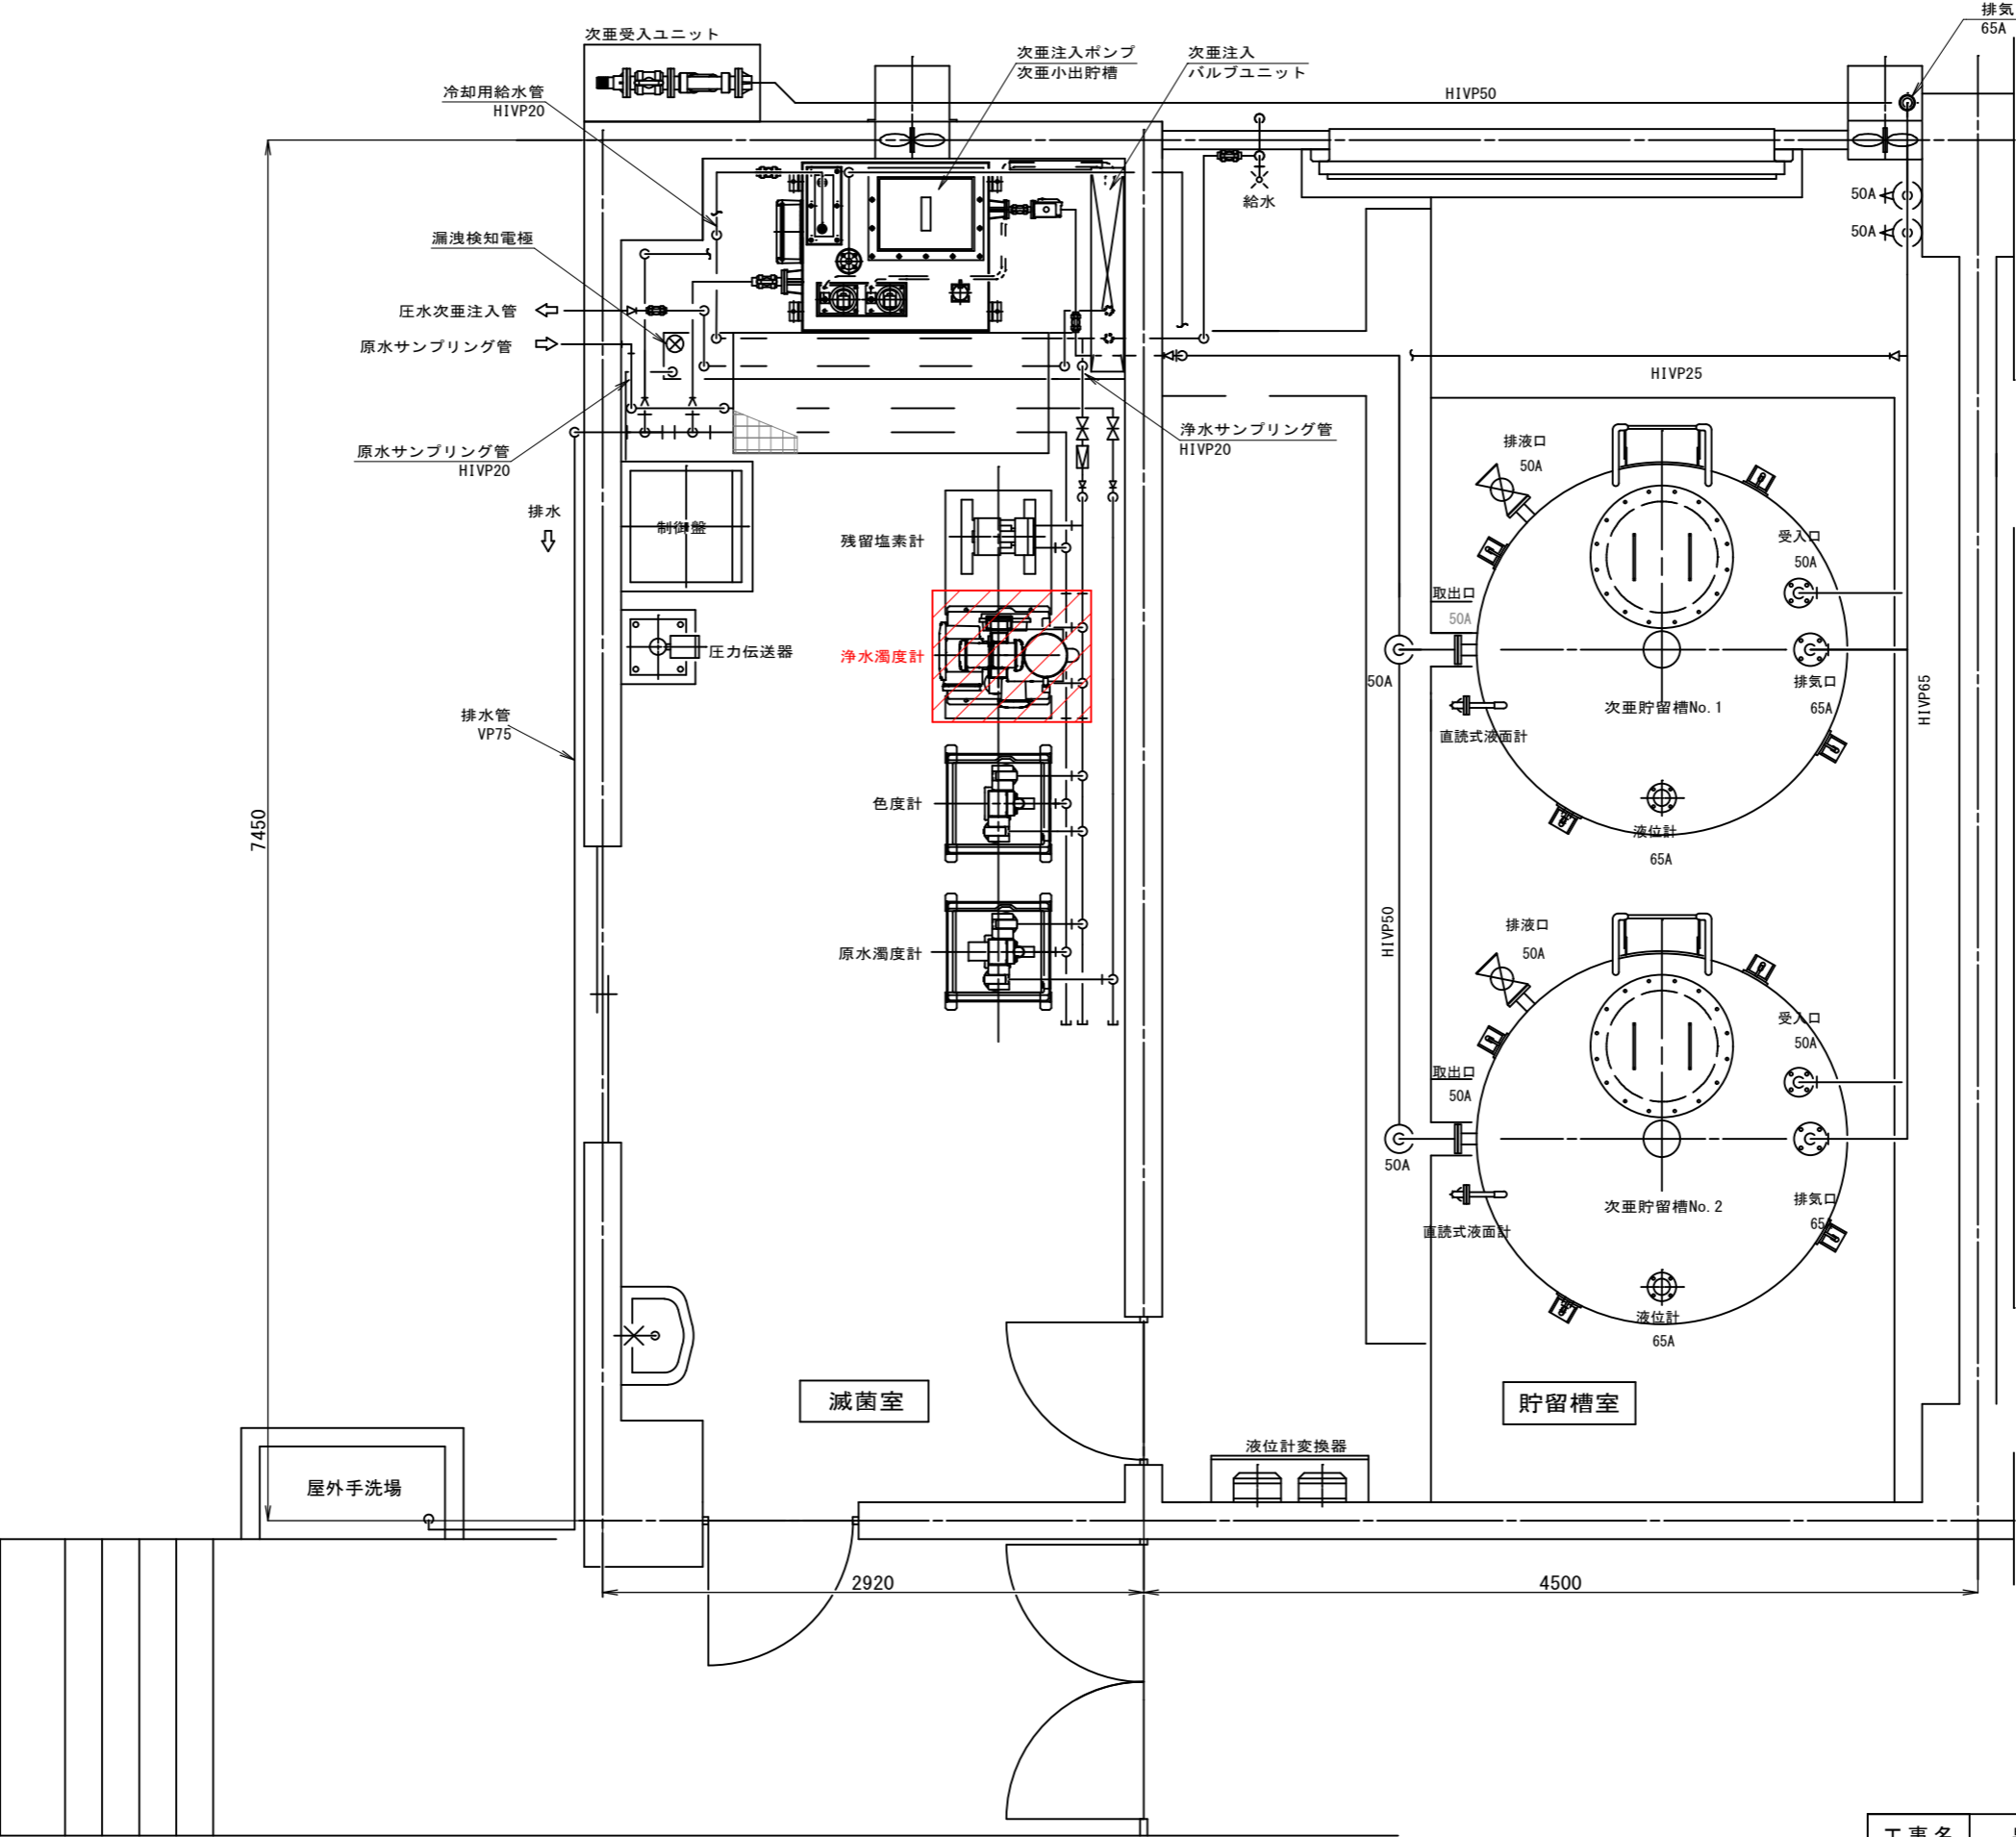 排気
65A
次亜受入ユニット
次亜注入ポンプ
次亜小出貯槽
次亜注入
バルブユニット
冷却用給水管
HIVP20
HIVP50
給水
50A
50A
漏洩検知電極
圧水次亜注入管
原水サンプリング管
HIVP25
原水サンプリング管
HIVP20
浄水サンプリング管
HIVP20
排液口
50A
排水
制御盤
残留塩素計
受入口
50A
取出口
50A
圧力伝送器
浄水濁度計
50A
排気口
65A
次亜貯留槽No.1
直読式液面計
HIVP65
排水管
VP75
7450
色度計
液位計
65A
原水濁度計
HIVP50
排液口
50A
受入口
50A
取出口
50A
50A
次亜貯留槽No.2
排気口
65A
直読式液面計
液位計
65A
滅菌室
貯留槽室
液位計変換器
屋外手洗場
2920
4500
工事名